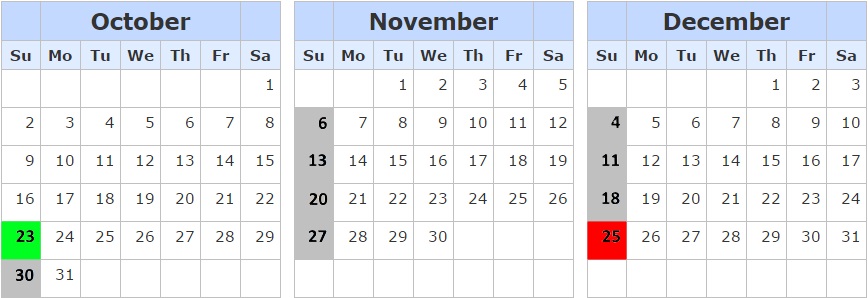 October November December
Su Mo Tu We Th Fr Sa Su Mo Tu We Th Fr Sa Su Mo Tu We Th Fr Sa
1 1 2 3 4 5 1 2 3
2 3 4 5 6 7 8 6 7 8 9 10 11 12 4 5 6 7 8 9 10
9 10 11 12 13 14 15 13 14 15 16 17 18 19 11 12 13 14 15 16 17
16 17 18 19 20 21 22 20 21 22 23 24 25 26 18 19 20 21 22 23 24
23 24 25 26 27 28 29 27 28 29 30 25 26 27 28 29 30 31
30 31